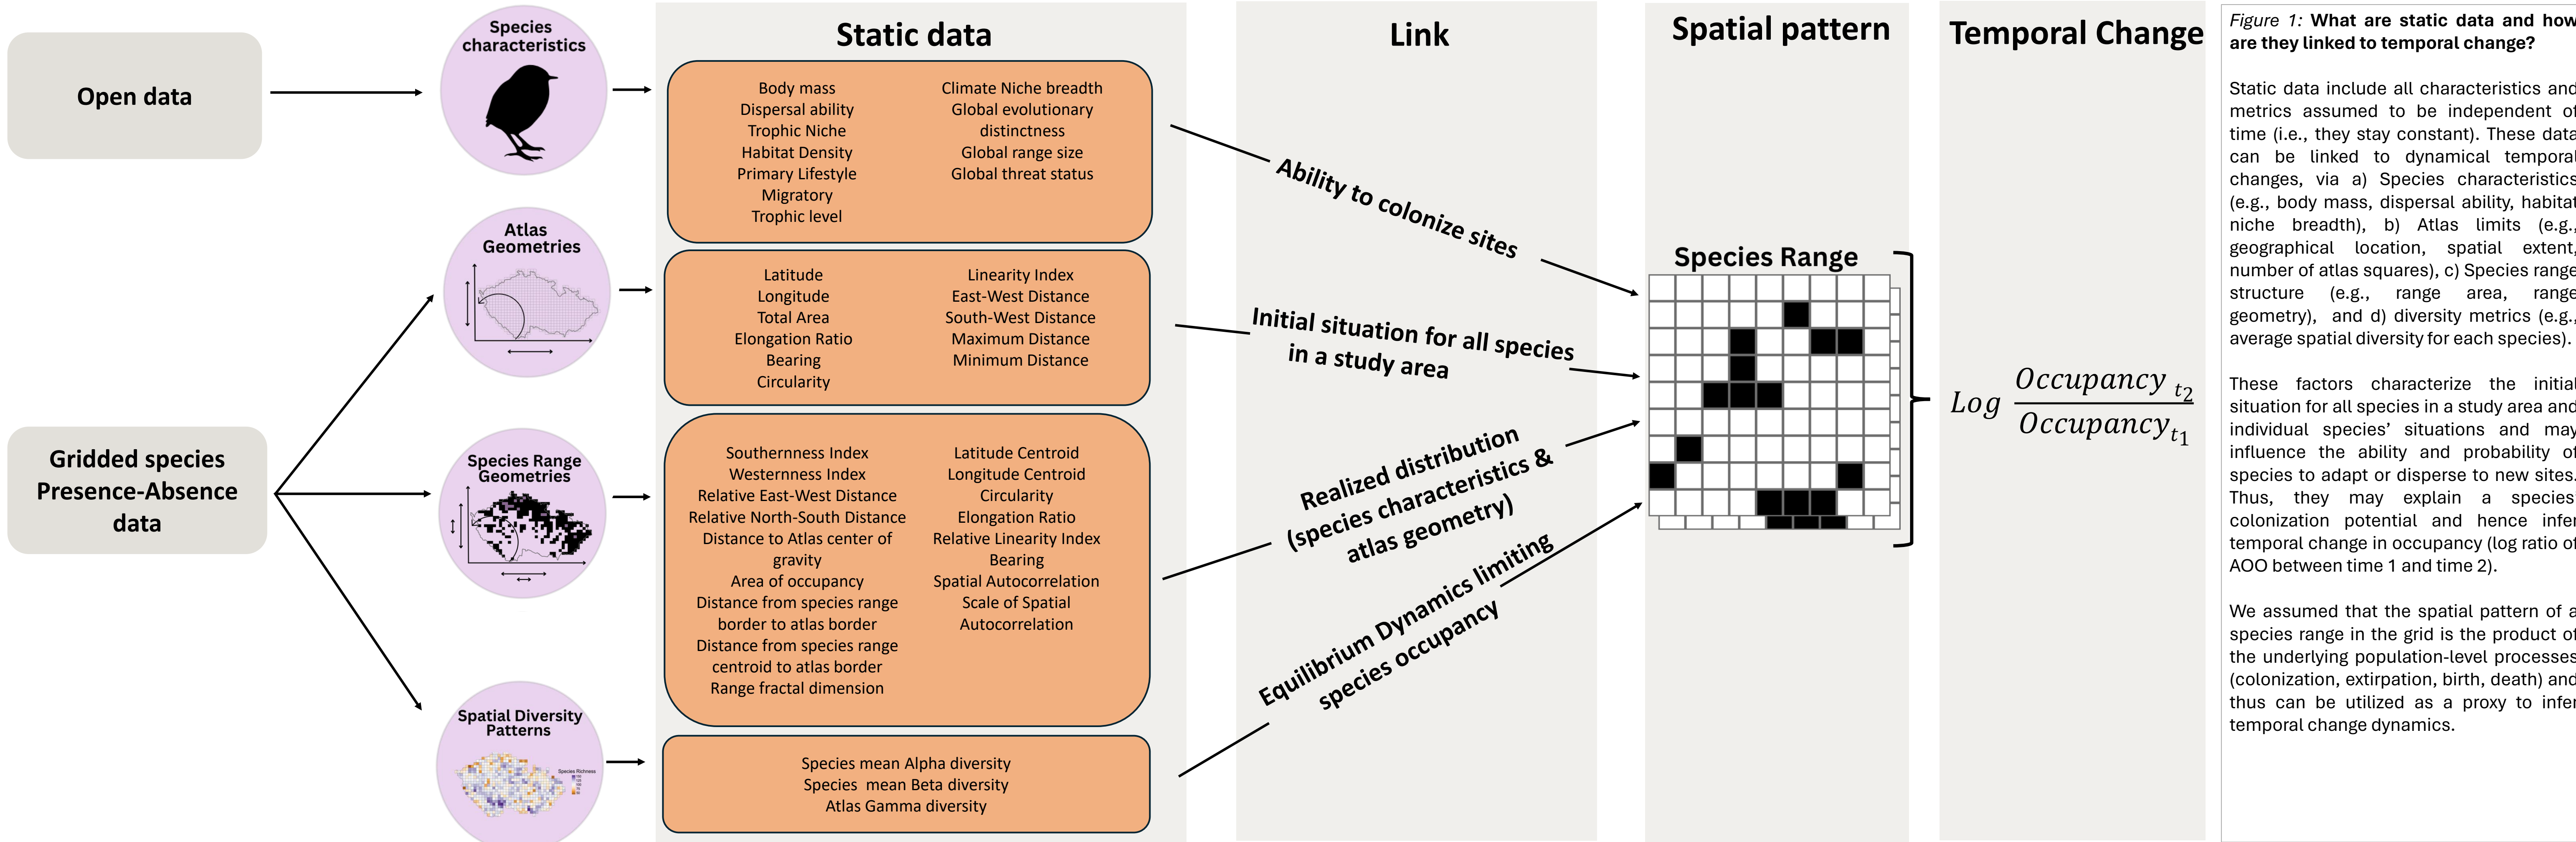 Open data
Gridded species
Presence-Absence
data
Species
characteristics
Atlas
Geometries
Species Range
Geometries
Spatial Diversity
Patterns
Species Richness
Static data
Body mass
Dispersal ability
Trophic Niche
Habitat Density
Primary Lifestyle
Migratory
Trophic level
Climate Niche breadth
Global evolutionary
distinctness
Global range size
Global threat status
Latitude
Longitude
Total Area
Elongation Ratio
Bearing
Circularity
Linearity Index
East-West Distance
South-West Distance
Maximum Distance
Minimum Distance
Southernness Index
Westernness Index
Relative East-West Distance
Relative North-South Distance
Distance to Atlas center of
gravity
Area of occupancy
Distance from species range
border to atlas border
Distance from species range
centroid to atlas border
Range fractal dimension
Latitude Centroid
Longitude Centroid
Circularity
Elongation Ratio
Relative Linearity Index
Bearing
Spatial Autocorrelation
Scale of Spatial
Autocorrelation
Species mean Alpha diversity
Species  mean Beta diversity
Atlas Gamma diversity
Link
Ability to colonize sites
Initial situation for all species
in a study area
Realized distribution
(species characteristics &
atlas geometry)
Equilibrium Dynamics limiting
species occupancy
Spatial pattern
Species Range
Temporal Change
Log Occupancy t2
Occupancy t1
Figure 1: What are static data and how
are they linked to temporal change?
Static data include all characteristics and
metrics assumed to be independent of
time (i.e., they stay constant). These data
can be linked to dynamical temporal
changes, via a) Species characteristics
(e.g., body mass, dispersal ability, habitat
niche breadth), b) Atlas limits (e.g.,
geographical location, spatial extent,
number of atlas squares), c) Species range
structure (e.g., range area, range
geometry), and d) diversity metrics (e.g.,
average spatial diversity for each species).
These factors characterize the initial
situation for all species in a study area and
individual species' situations and may
influence the ability and probability of
species to adapt or disperse to new sites.
Thus, they may explain a species'
colonization potential and hence infer
temporal change in occupancy (log ratio of
AOO between time 1 and time 2).
We assumed that the spatial pattern of a
species range in the grid is the product of
the underlying population-level processes
(colonization, extirpation, birth, death) and
thus can be utilized as a proxy to infer
temporal change dynamics.